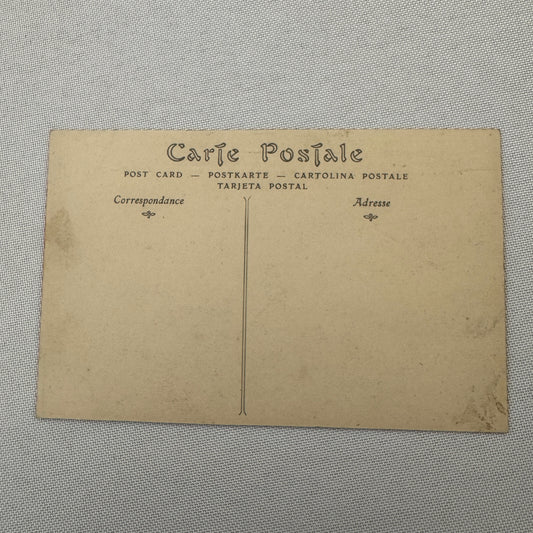 Carte Postale
POST CARD — POSTKARTE — CARTOLINA POSTALE
TARJETA POSTAL
Correspondance
Adresse